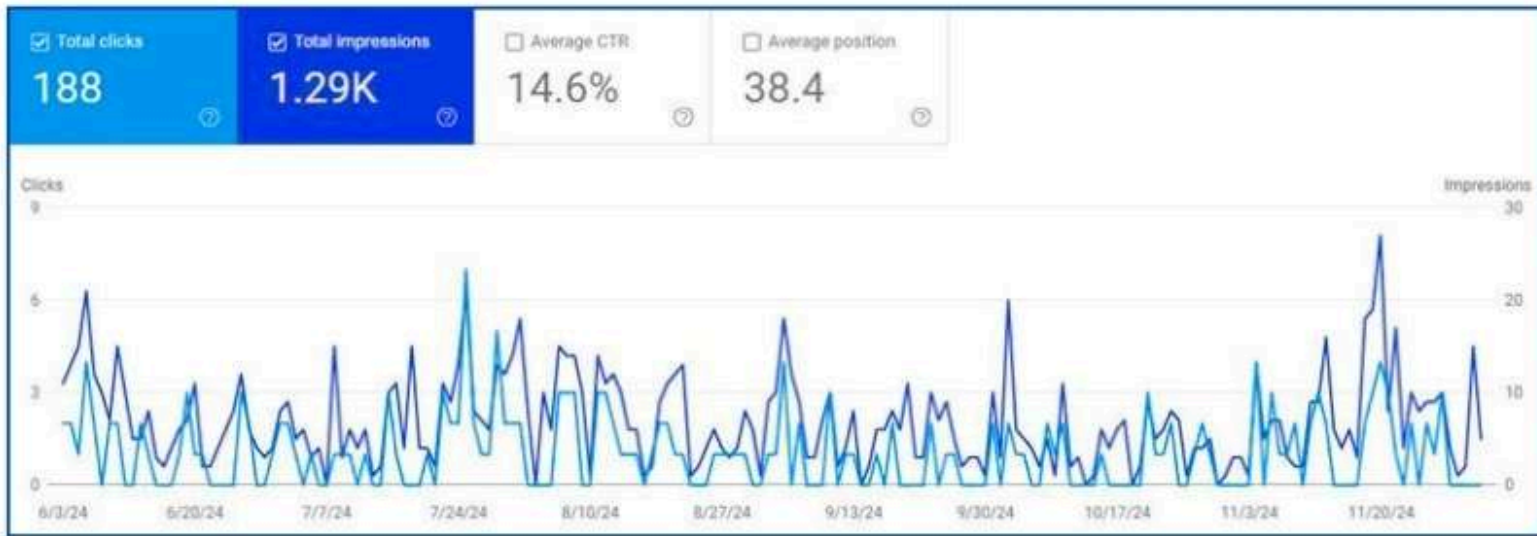 Total clicks Total impressions Average CTR Average position
188 1.29K 14.6% 38.4
Clicks Impressions
9 30
6 20
3 10
0 0
6/3/24 6/20/24 7/7/24 7/24/24 8/10/24 8/27/24 9/13/24 9/30/24 10/17/24 11/3/24 11/20/24